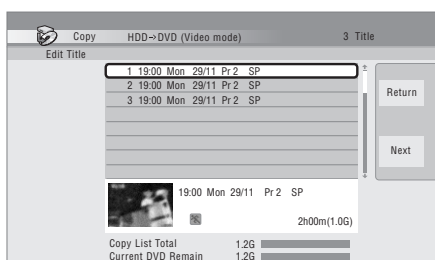 Copy HDD→DVD (Video mode) 3 Title
Edit Title
1 19:00 Mon 29/11 Pr 2 SP
2 19:00 Mon 29/11 Pr 2 SP
3 19:00 Mon 29/11 Pr 2 SP
Return
Next
19:00 Mon 29/11 Pr 2 SP
2h00m(1.0G)
Copy List Total 1.2G
Current DVD Remain 1.2G